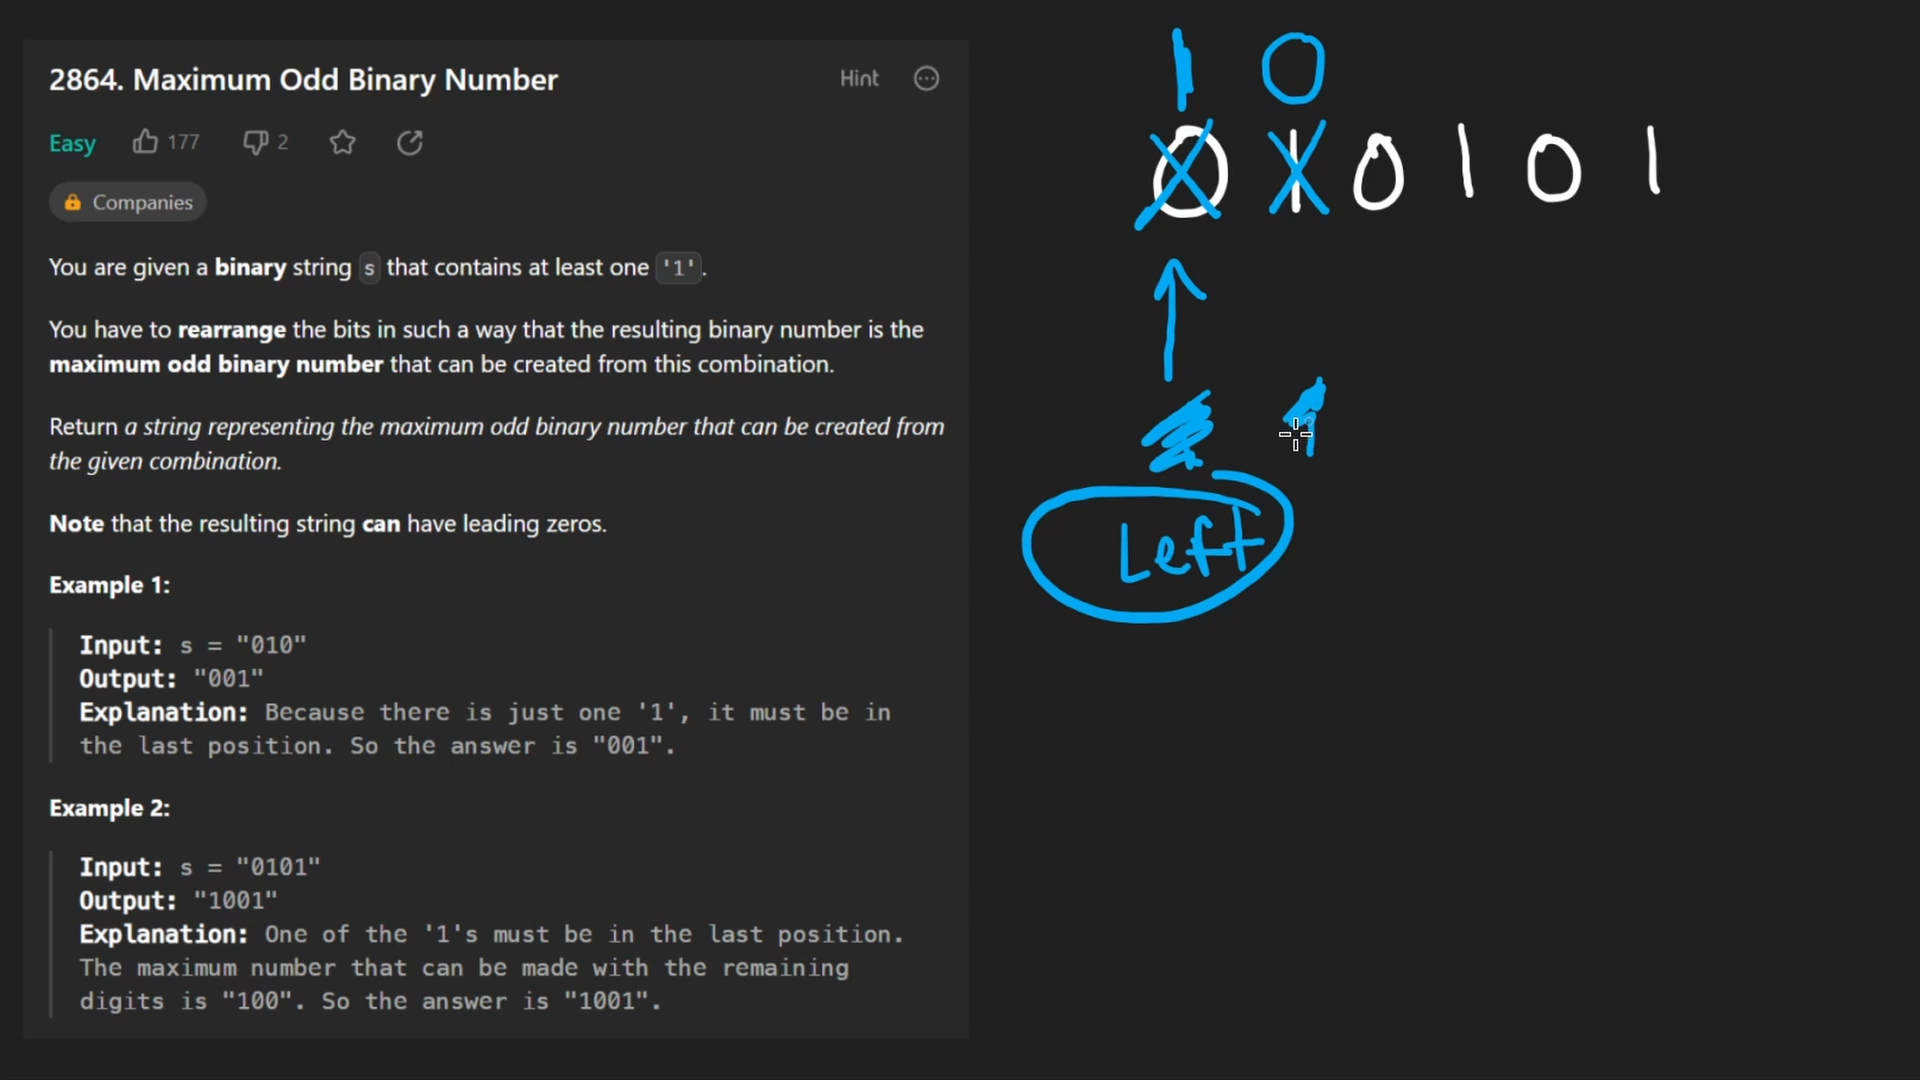 2864. Maximum Odd Binary Number
Hint
Easy 177 2
Companies
You are given a binary string s that contains at least one '1'.
You have to rearrange the bits in such a way that the resulting binary number is the
maximum odd binary number that can be created from this combination.
Return a string representing the maximum odd binary number that can be created from
the given combination.
Note that the resulting string can have leading zeros.
Example 1:
Input: s = "010"
Output: "001"
Explanation: Because there is just one '1', it must be in
the last position. So the answer is "001".
Example 2:
Input: s = "0101"
Output: "1001"
Explanation: One of the '1's must be in the last position.
The maximum number that can be made with the remaining
digits is "100". So the answer is "1001".
1 0
0 1 0 1 0 1
Left